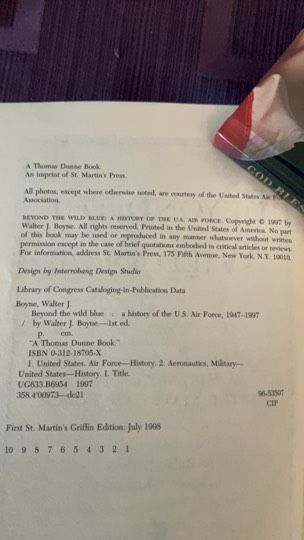 GOD BLES
A Thomas Dunne Book.
An imprint of St. Martin's Press.
All photos, except where otherwise noted, are courtesy of the United States Air
Association.
BEYOND THE WILD BLUE: A HISTORY OF THE U.S. AIR FORCE. Copyright © 1997 by
Walter J. Boyne. All rights reserved. Printed in the United States of America. No part
of this book may be used or reproduced in any manner whatsoever without written
permission except in the case of brief quotations embodied in critical articles or reviews.
For information, address St. Martin's Press, 175 Fifth Avenue, New York, N.Y. 10010.
Design by Interrobang Design Studio
Library of Congress Cataloging-in-Publication Data
Boyne, Walter J.
Beyond the wild blue : a history of the U.S. Air Force, 1947-1997
/ by Walter J. Boyne.—1st ed.
p. cm.
"A Thomas Dunne Book."
ISBN 0-312-18705-X
1. United States. Air Force—History. 2. Aeronautics, Military—
United States—History. I. Title.
UG633.B6954 1997
358.4'00973—dc21 96-53507
CIP
First St. Martin's Griffin Edition: July 1998
10 9 8 7 6 5 4 3 2 1